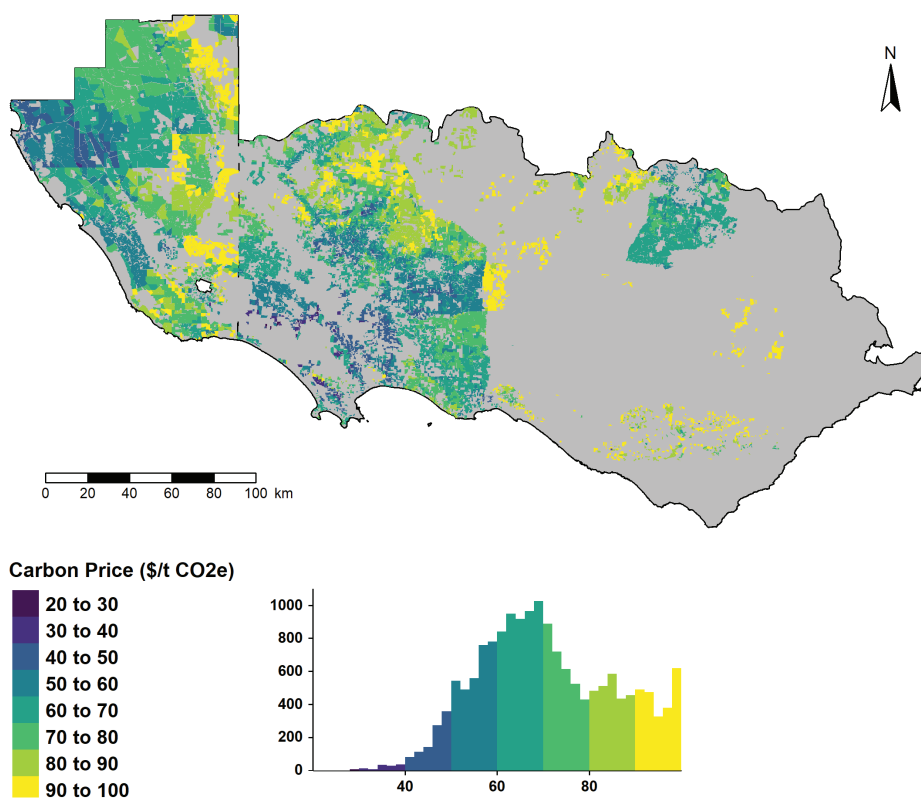 N
0 20 40 60 80 100 km
Carbon Price ($/t CO2e)
20 to 30
30 to 40
40 to 50
50 to 60
60 to 70
70 to 80
80 to 90
90 to 100
1000
800
600
400
200
0
40 60 80